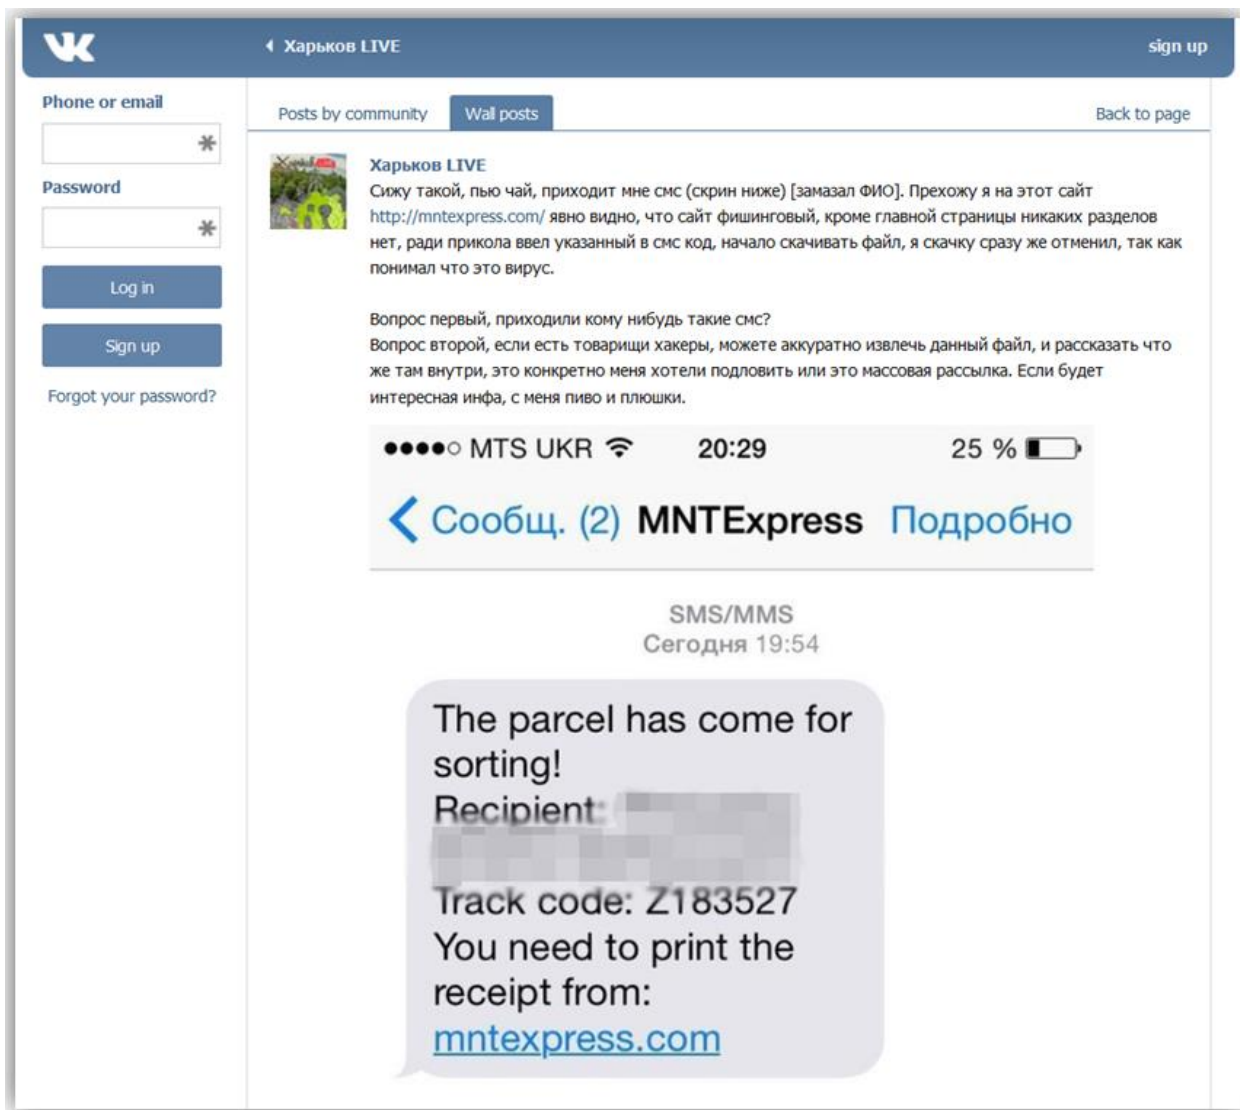 Харьков LIVE
sign up
Phone or email
Password
Log in
Sign up
Forgot your password?
Posts by community
Wall posts
Back to page
Харьков LIVE
Сижу такой, пью чай, приходит мне смс (скрин ниже) [замазал ФИО]. Прехожу я на этот сайт
http://mntexpress.com/ явно видно, что сайт фишинговый, кроме главной страницы никаких разделов
нет, ради прикола ввел указанный в смс код, начало скачивать файл, я скачку сразу же отменил, так как
понимал что это вирус.
Вопрос первый, приходили кому нибудь такие смс?
Вопрос второй, если есть товарищи хакеры, можете аккуратно извлечь данный файл, и рассказать что
же там внутри, это конкретно меня хотели подловить или это массовая рассылка. Если будет
интересная инфа, с меня пиво и плюшки.
MTS UKR 20:29 25 %
Сообщ. (2) MNTExpress Подробно
SMS/MMS
Сегодня 19:54
The parcel has come for
sorting!
Recipient:
Track code: Z183527
You need to print the
receipt from:
mntexpress.com